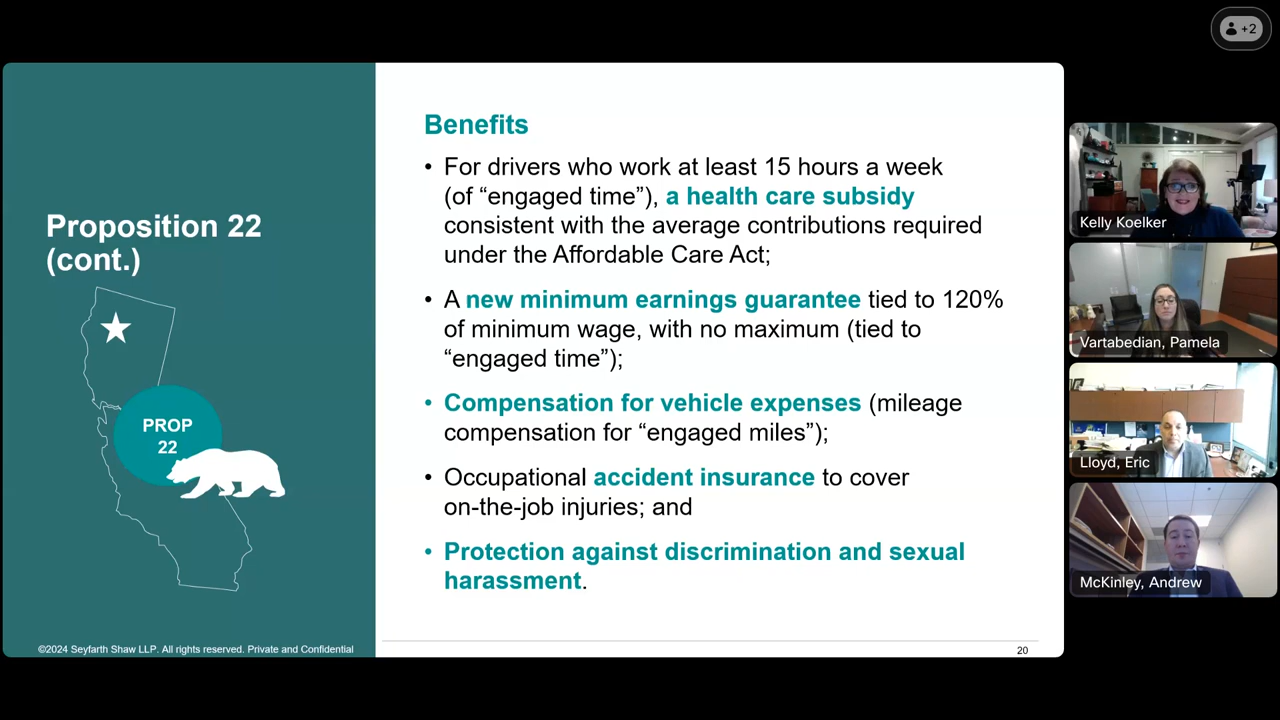 +2
Proposition 22
(cont.)
PROP
22
©2024 Seyfarth Shaw LLP. All rights reserved. Private and Confidential
Benefits
• For drivers who work at least 15 hours a week
(of “engaged time”), a health care subsidy
consistent with the average contributions required
under the Affordable Care Act;
• A new minimum earnings guarantee tied to 120%
of minimum wage, with no maximum (tied to
“engaged time”);
• Compensation for vehicle expenses (mileage
compensation for “engaged miles”);
• Occupational accident insurance to cover
on-the-job injuries; and
• Protection against discrimination and sexual
harassment.
20
Kelly Koelker
Vartabedian, Pamela
Lloyd, Eric
McKinley, Andrew